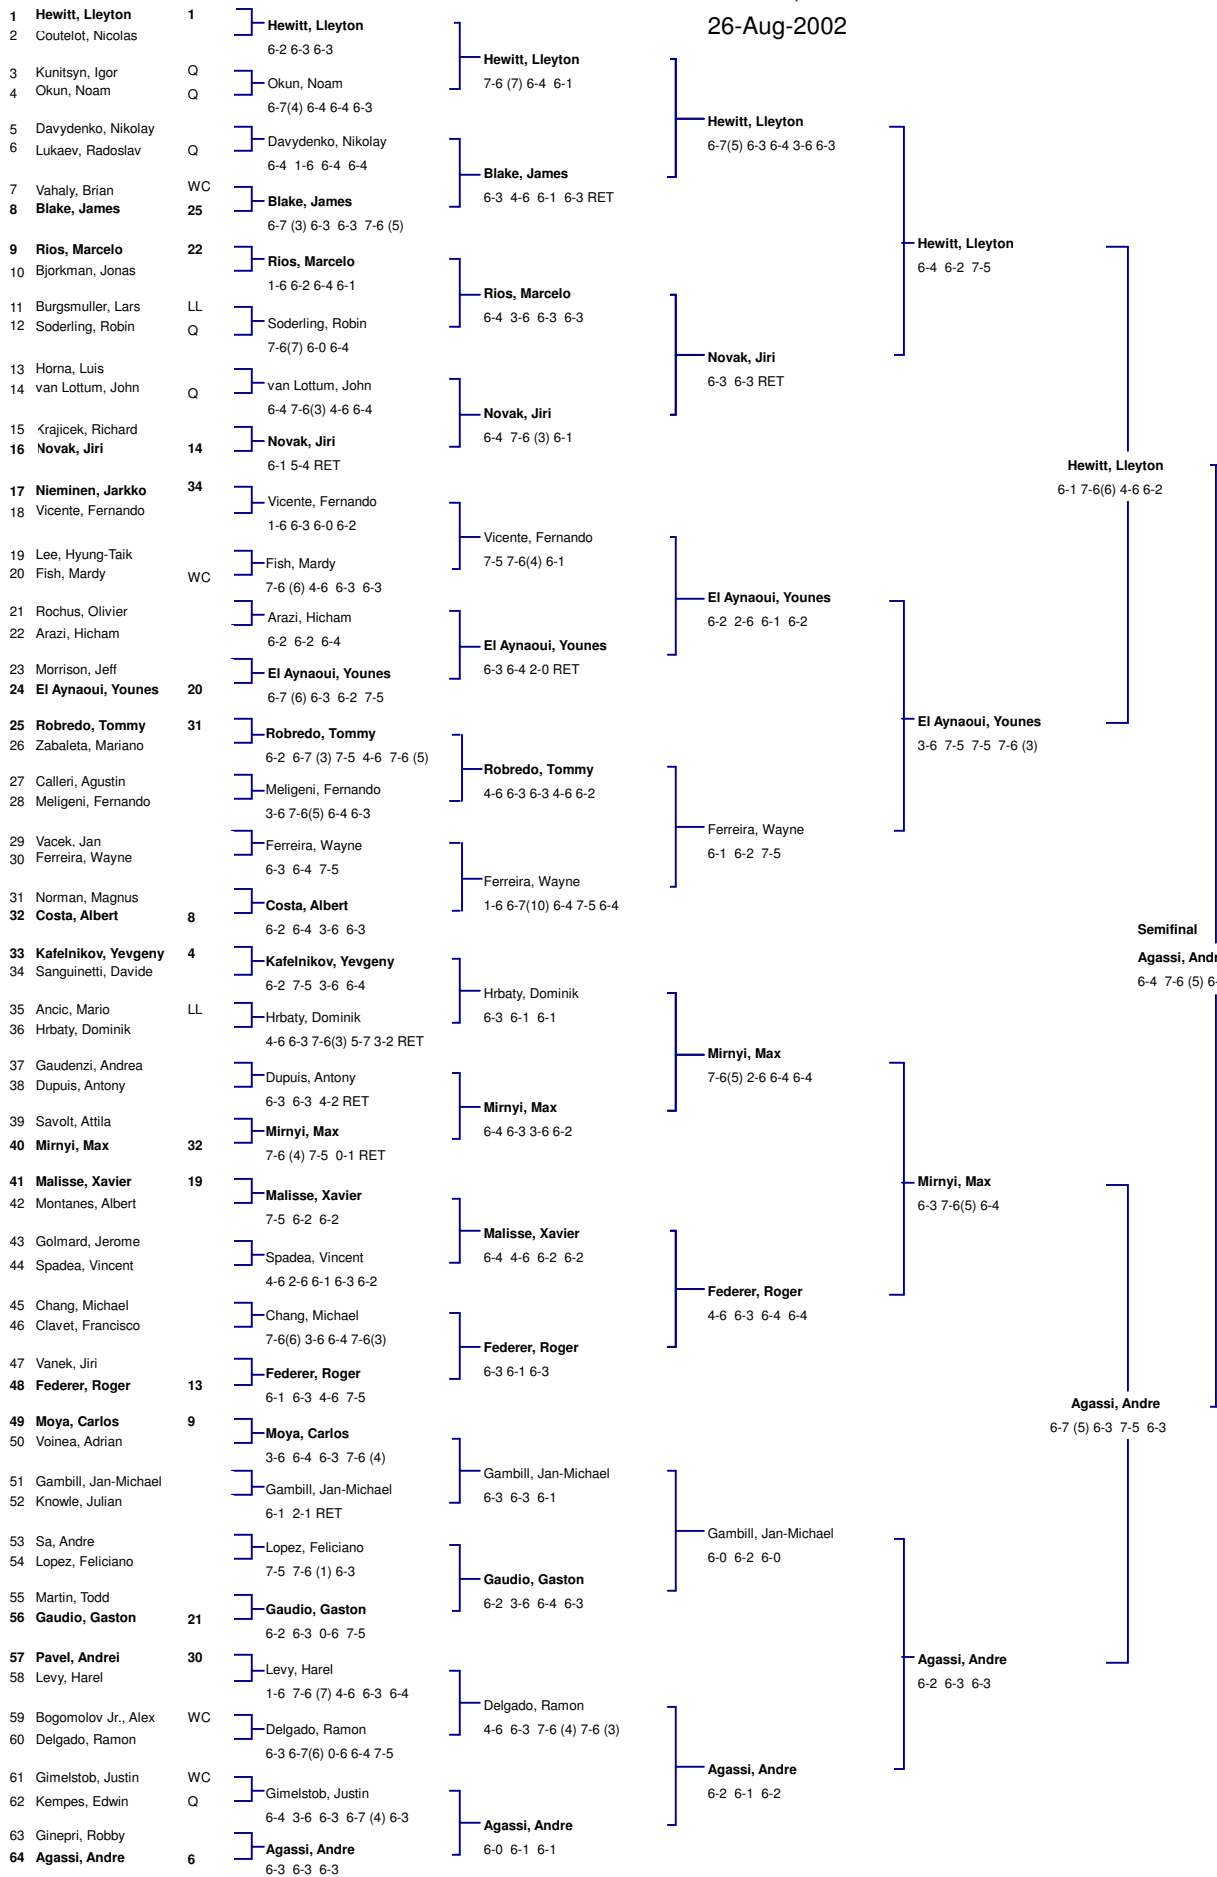 26-Aug-2002
1 Hewitt, Lleyton 1
2 Coutelot, Nicolas
3 Kunitsyn, Igor Q
4 Okun, Noam Q
5 Davydenko, Nikolay
6 Lukaev, Radoslav Q
7 Vahaly, Brian WC
8 Blake, James 25
9 Rios, Marcelo 22
10 Bjorkman, Jonas
11 Burgsmuller, Lars LL
12 Soderling, Robin Q
13 Horna, Luis
14 van Lottum, John Q
15 Krajicek, Richard
16 Novak, Jiri 14
17 Nieminen, Jarkko 34
18 Vicente, Fernando
19 Lee, Hyung-Taik
20 Fish, Mardy WC
21 Rochus, Olivier
22 Arazi, Hicham
23 Morrison, Jeff
24 El Aynaoui, Younes 20
25 Robredo, Tommy 31
26 Zabaleta, Mariano
27 Calleri, Agustin
28 Meligeni, Fernando
29 Vacek, Jan
30 Ferreira, Wayne
31 Norman, Magnus
32 Costa, Albert 8
33 Kafelnikov, Yevgeny 4
34 Sanguinetti, Davide
35 Ancic, Mario LL
36 Hrbaty, Dominik
37 Gaudenzi, Andrea
38 Dupuis, Antony
39 Savolt, Attila
40 Mirnyi, Max 32
41 Malisse, Xavier 19
42 Montanes, Albert
43 Golmard, Jerome
44 Spadea, Vincent
45 Chang, Michael
46 Clavet, Francisco
47 Vanek, Jiri
48 Federer, Roger 13
49 Moya, Carlos 9
50 Voinea, Adrian
51 Gambill, Jan-Michael
52 Knowle, Julian
53 Sa, Andre
54 Lopez, Feliciano
55 Martin, Todd
56 Gaudio, Gaston 21
57 Pavel, Andrei 30
58 Levy, Harel
59 Bogomolov Jr., Alex WC
60 Delgado, Ramon
61 Gimelstob, Justin WC
62 Kempes, Edwin Q
63 Ginepri, Robby
64 Agassi, Andre 6
Hewitt, Lleyton
6-2 6-3 6-3
Okun, Noam
6-7(4) 6-4 6-4 6-3
Davydenko, Nikolay
6-4 1-6 6-4 6-4
Blake, James
6-7 (3) 6-3 6-3 7-6 (5)
Rios, Marcelo
1-6 6-2 6-4 6-1
Soderling, Robin
7-6(7) 6-0 6-4
van Lottum, John
6-4 7-6(3) 4-6 6-4
Novak, Jiri
6-1 5-4 RET
Vicente, Fernando
1-6 6-3 6-0 6-2
Fish, Mardy
7-6 (6) 4-6 6-3 6-3
Arazi, Hicham
6-2 6-2 6-4
El Aynaoui, Younes
6-7 (6) 6-3 6-2 7-5
Robredo, Tommy
6-2 6-7 (3) 7-5 4-6 7-6 (5)
Meligeni, Fernando
3-6 7-6(5) 6-4 6-3
Ferreira, Wayne
6-3 6-4 7-5
Costa, Albert
6-2 6-4 3-6 6-3
Kafelnikov, Yevgeny
6-2 7-5 3-6 6-4
Hrbaty, Dominik
4-6 6-3 7-6(3) 5-7 3-2 RET
Dupuis, Antony
6-3 6-3 4-2 RET
Mirnyi, Max
7-6 (4) 7-5 0-1 RET
Malisse, Xavier
7-5 6-2 6-2
Spadea, Vincent
4-6 2-6 6-1 6-3 6-2
Chang, Michael
7-6(6) 3-6 6-4 7-6(3)
Federer, Roger
6-1 6-3 4-6 7-5
Moya, Carlos
3-6 6-4 6-3 7-6 (4)
Gambill, Jan-Michael
6-1 2-1 RET
Lopez, Feliciano
7-5 7-6 (1) 6-3
Gaudio, Gaston
6-2 6-3 0-6 7-5
Levy, Harel
1-6 7-6 (7) 4-6 6-3 6-4
Delgado, Ramon
6-3 6-7(6) 0-6 6-4 7-5
Gimelstob, Justin
6-4 3-6 6-3 6-7 (4) 6-3
Agassi, Andre
6-3 6-3 6-3
Hewitt, Lleyton
7-6 (7) 6-4 6-1
Blake, James
6-3 4-6 6-1 6-3 RET
Rios, Marcelo
6-4 3-6 6-3 6-3
Novak, Jiri
6-4 7-6 (3) 6-1
Vicente, Fernando
7-5 7-6(4) 6-1
El Aynaoui, Younes
6-3 6-4 2-0 RET
Robredo, Tommy
4-6 6-3 6-3 4-6 6-2
Ferreira, Wayne
1-6 6-7(10) 6-4 7-5 6-4
Hrbaty, Dominik
6-3 6-1 6-1
Mirnyi, Max
6-4 6-3 3-6 6-2
Malisse, Xavier
6-4 4-6 6-2 6-2
Federer, Roger
6-3 6-1 6-3
Gambill, Jan-Michael
6-3 6-3 6-1
Gaudio, Gaston
6-2 3-6 6-4 6-3
Delgado, Ramon
4-6 6-3 7-6 (4) 7-6 (3)
Agassi, Andre
6-0 6-1 6-1
Hewitt, Lleyton
6-7(5) 6-3 6-4 3-6 6-3
Novak, Jiri
6-3 6-3 RET
El Aynaoui, Younes
6-2 2-6 6-1 6-2
Ferreira, Wayne
6-1 6-2 7-5
Mirnyi, Max
7-6(5) 2-6 6-4 6-4
Federer, Roger
4-6 6-3 6-4 6-4
Gambill, Jan-Michael
6-0 6-2 6-0
Agassi, Andre
6-2 6-1 6-2
Hewitt, Lleyton
6-4 6-2 7-5
El Aynaoui, Younes
3-6 7-5 7-5 7-6 (3)
Mirnyi, Max
6-3 7-6(5) 6-4
Agassi, Andre
6-2 6-3 6-3
Hewitt, Lleyton
6-1 7-6(6) 4-6 6-2
Agassi, Andre
6-7 (5) 6-3 7-5 6-3
Semifinal
Agassi, Andr
6-4 7-6 (5) 6-